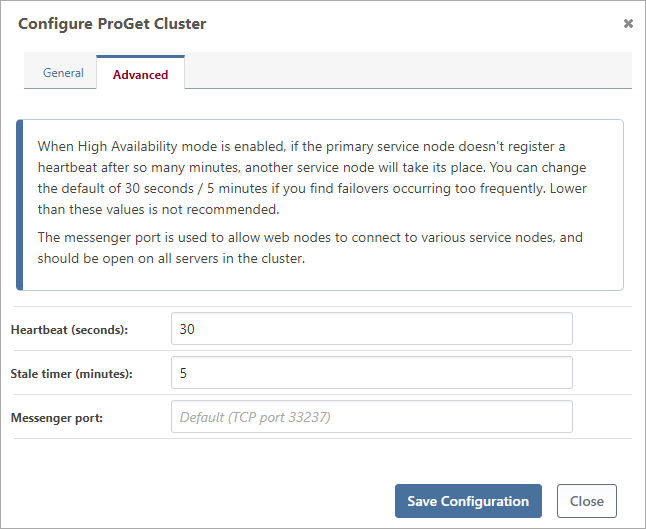 Configure ProGet Cluster
General
Advanced
When High Availability mode is enabled, if the primary service node doesn't register a
heartbeat after so many minutes, another service node will take its place. You can change
the default of 30 seconds / 5 minutes if you find failovers occurring too frequently. Lower
than these values is not recommended.
The messenger port is used to allow web nodes to connect to various service nodes, and
should be open on all servers in the cluster.
Heartbeat (seconds):
30
Stale timer (minutes):
5
Messenger port:
Default (TCP port 33237)
Save Configuration
Close